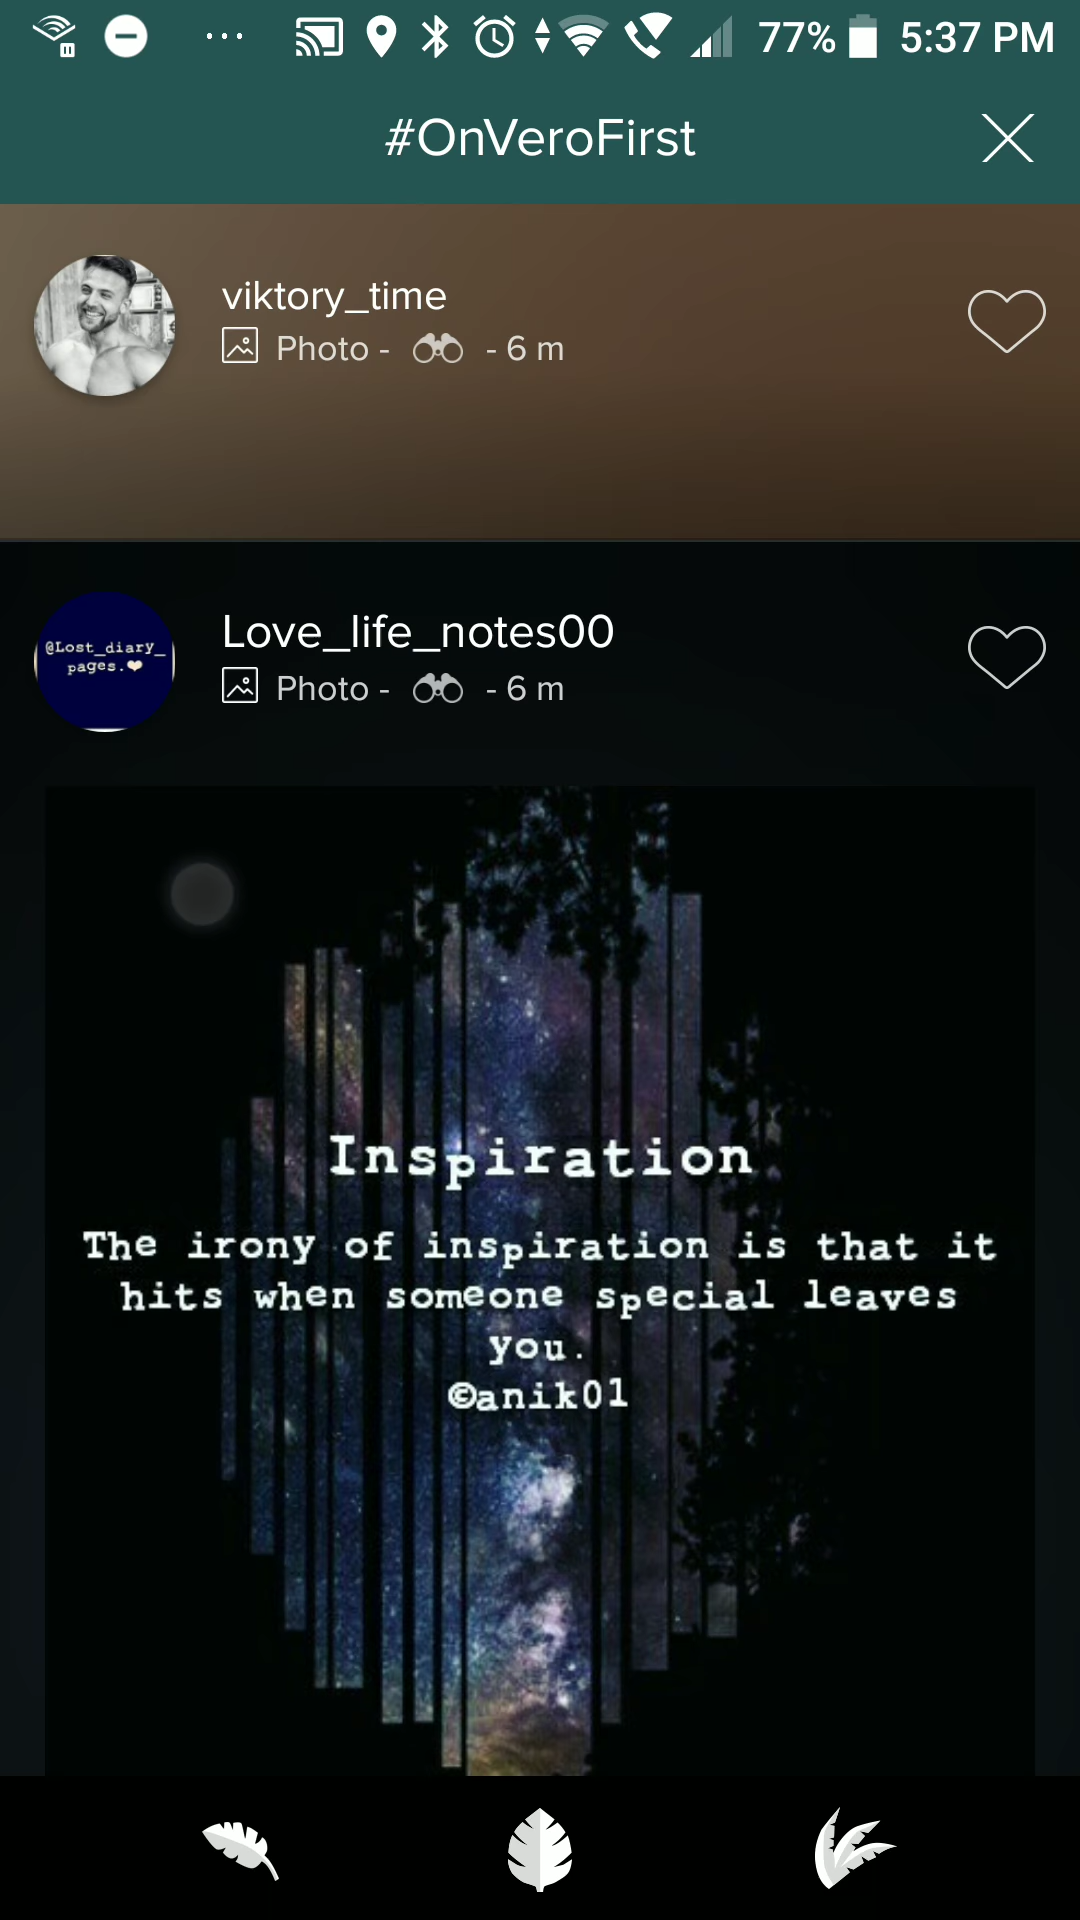 77% 5:37 PM
#OnVeroFirst
viktory_time
Photo - - 6 m
@Lost_diary_
pages.❤
Love_life_notes00
Photo - - 6 m
Inspiration
The irony of inspiration is that it
hits when someone special leaves
you.
©anik01